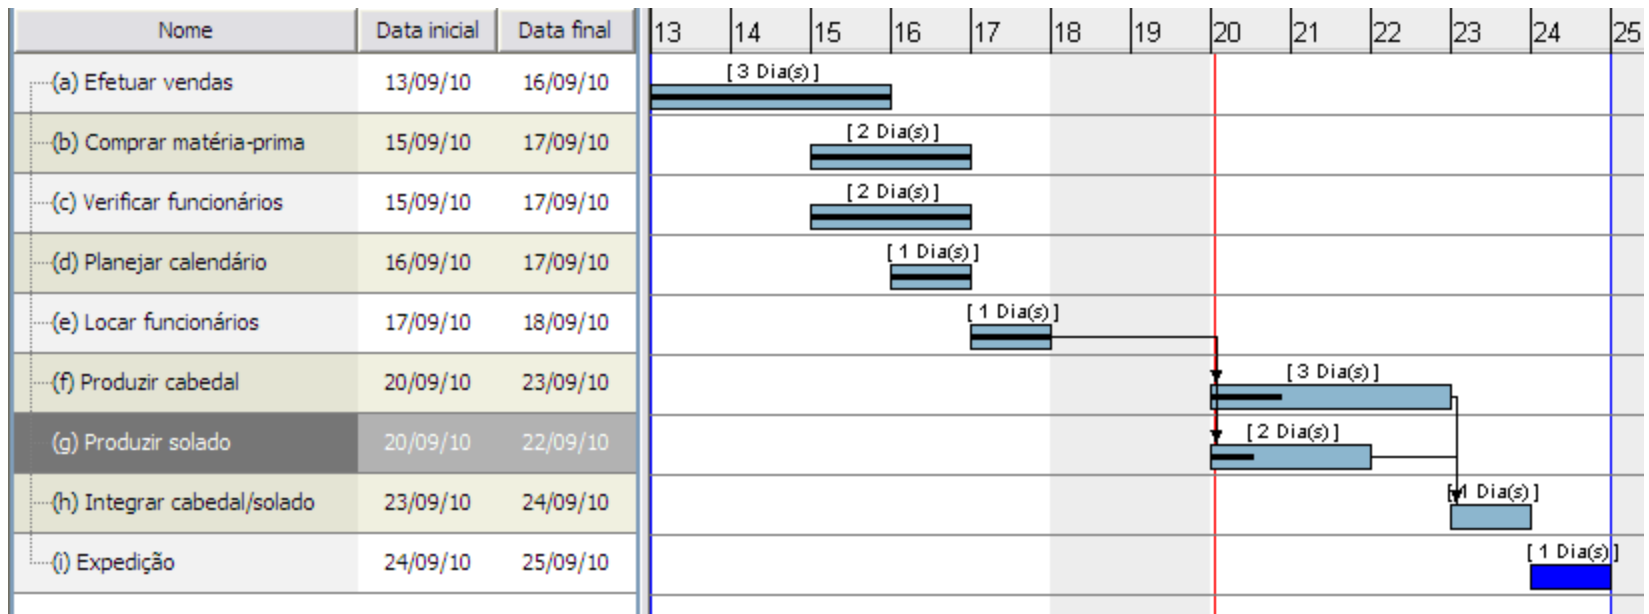 Nome Data inicial Data final 13 14 15 16 17 18 19 20 21 22 23 24 25
(a) Efetuar vendas 13/09/10 16/09/10 [ 3 Dia(s) ]
(b) Comprar matéria-prima 15/09/10 17/09/10 [ 2 Dia(s) ]
(c) Verificar funcionários 15/09/10 17/09/10 [ 2 Dia(s) ]
(d) Planejar calendário 16/09/10 17/09/10 [ 1 Dia(s) ]
(e) Locar funcionários 17/09/10 18/09/10 [ 1 Dia(s) ]
(f) Produzir cabedal 20/09/10 23/09/10 [ 3 Dia(s) ]
(g) Produzir solado 20/09/10 22/09/10 [ 2 Dia(s) ]
(h) Integrar cabedal/solado 23/09/10 24/09/10 [ 1 Dia(s) ]
(i) Expedição 24/09/10 25/09/10 [ 1 Dia(s) ]